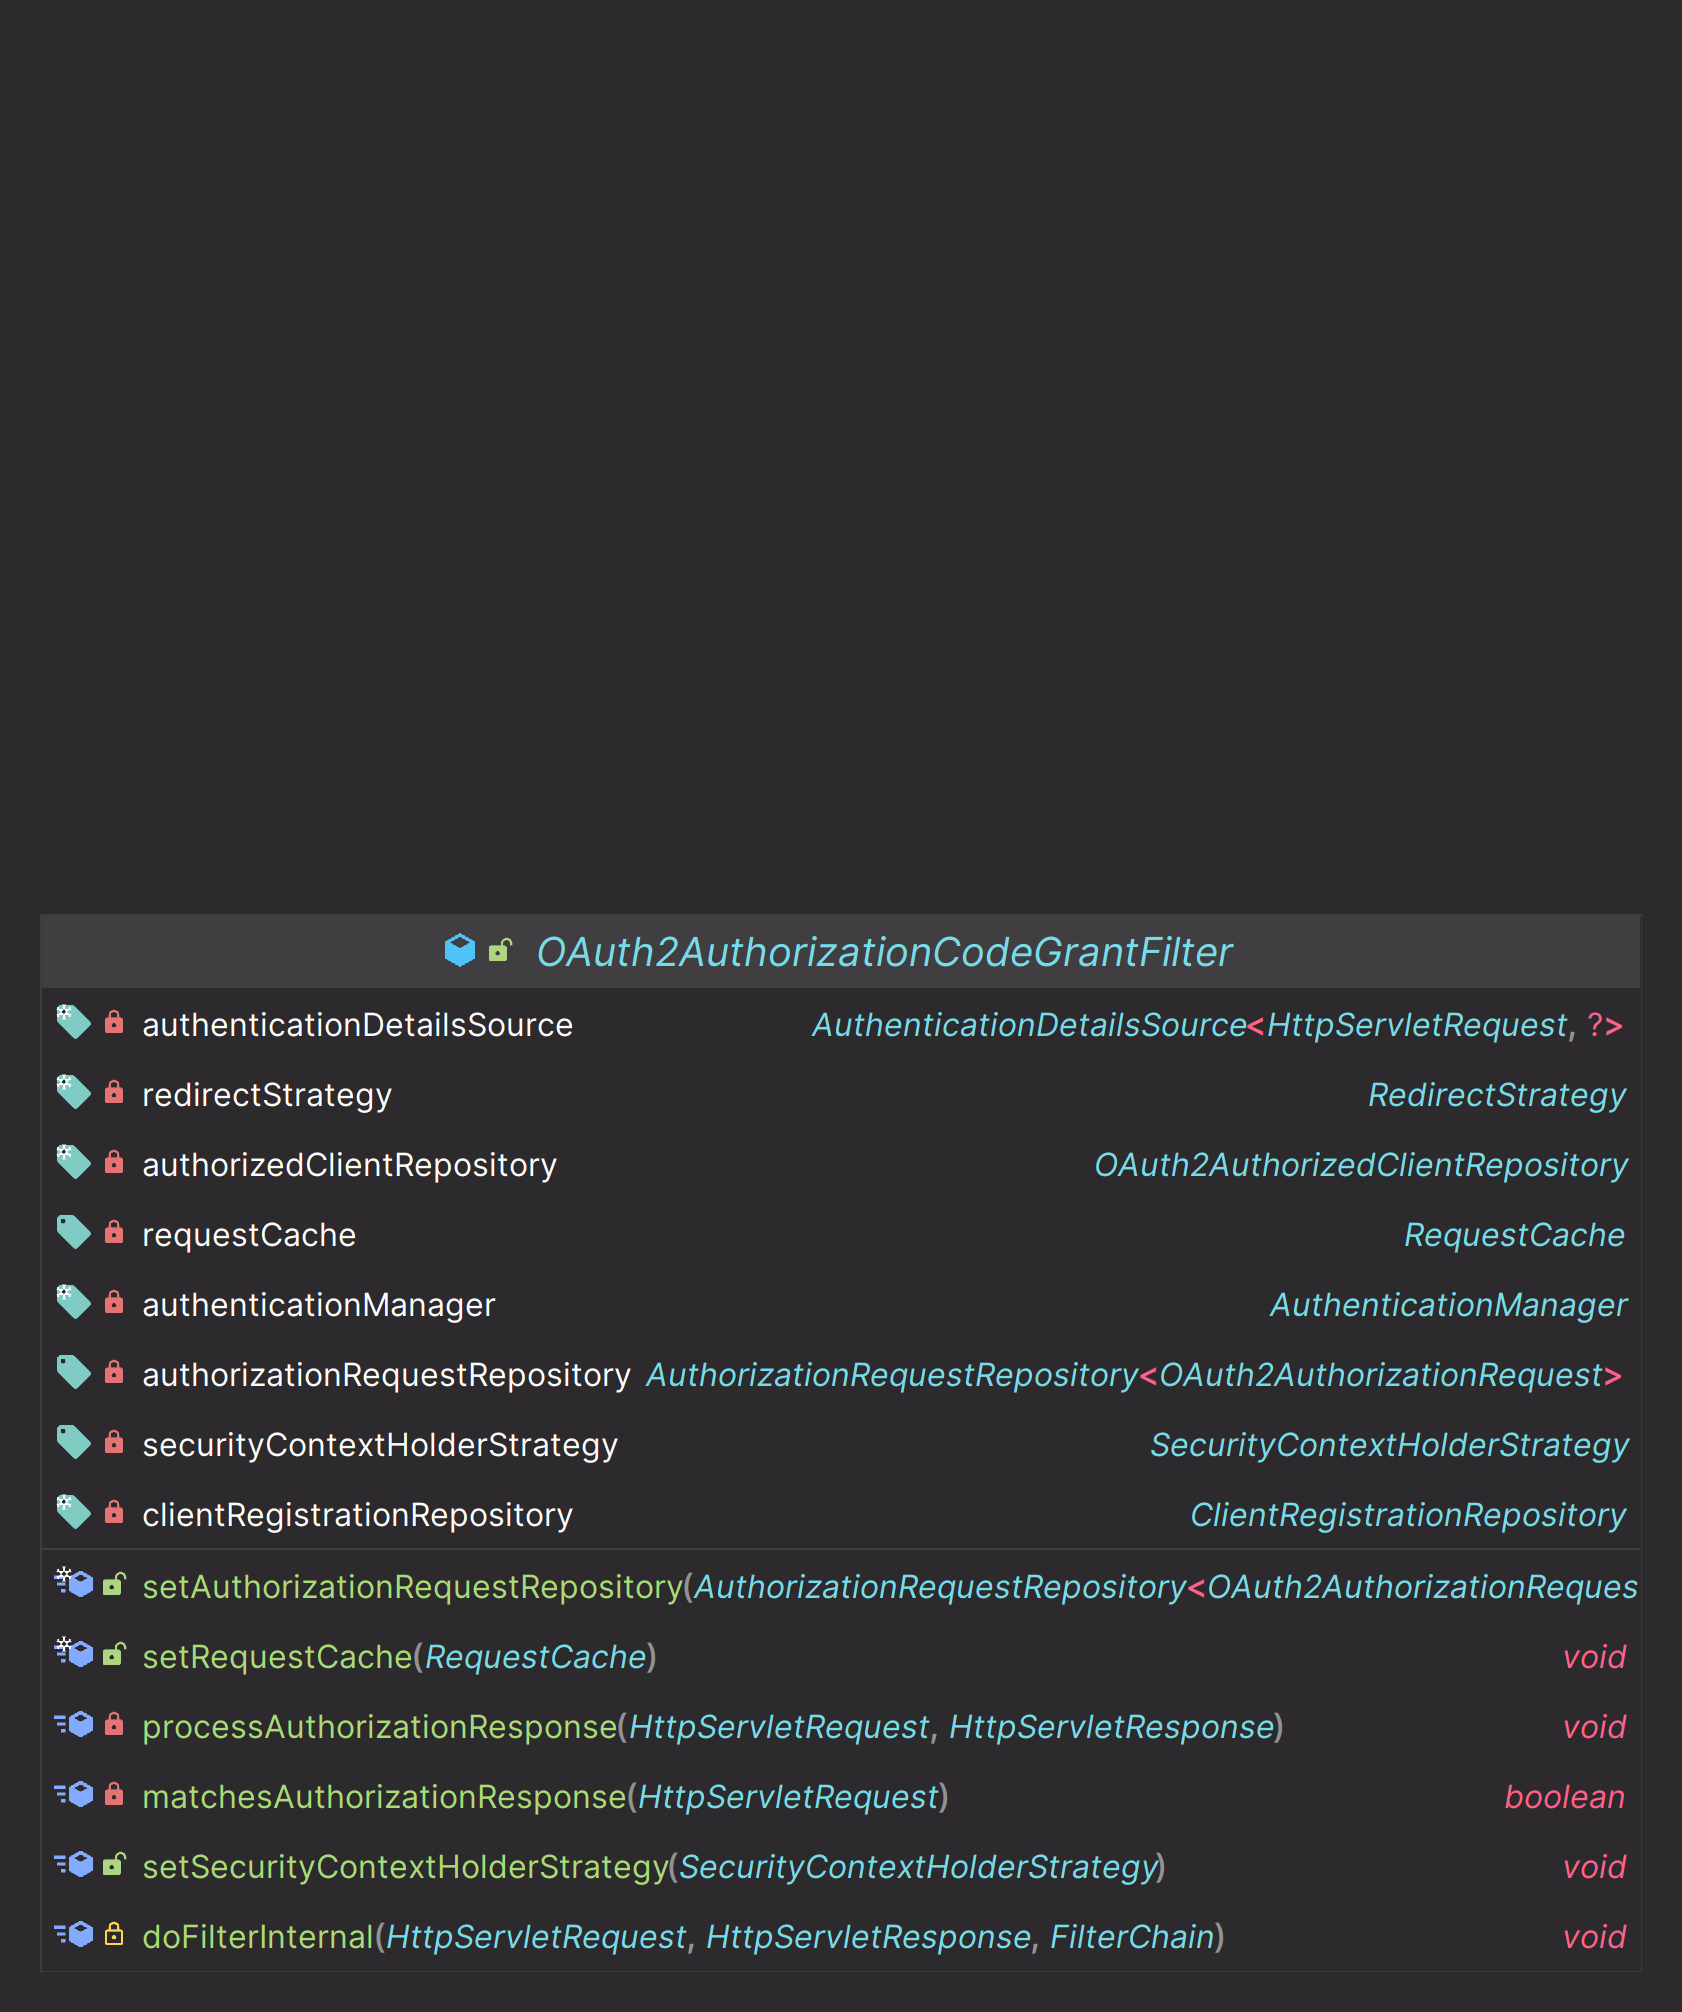 OAuth2AuthorizationCodeGrantFilter
authenticationDetailsSource AuthenticationDetailsSource<HttpServletRequest, ?>
redirectStrategy RedirectStrategy
authorizedClientRepository OAuth2AuthorizedClientRepository
requestCache RequestCache
authenticationManager AuthenticationManager
authorizationRequestRepository AuthorizationRequestRepository<OAuth2AuthorizationRequest>
securityContextHolderStrategy SecurityContextHolderStrategy
clientRegistrationRepository ClientRegistrationRepository
setAuthorizationRequestRepository(AuthorizationRequestRepository<OAuth2AuthorizationReques
setRequestCache(RequestCache) void
processAuthorizationResponse(HttpServletRequest, HttpServletResponse) void
matchesAuthorizationResponse(HttpServletRequest) boolean
setSecurityContextHolderStrategy(SecurityContextHolderStrategy) void
doFilterInternal(HttpServletRequest, HttpServletResponse, FilterChain) void